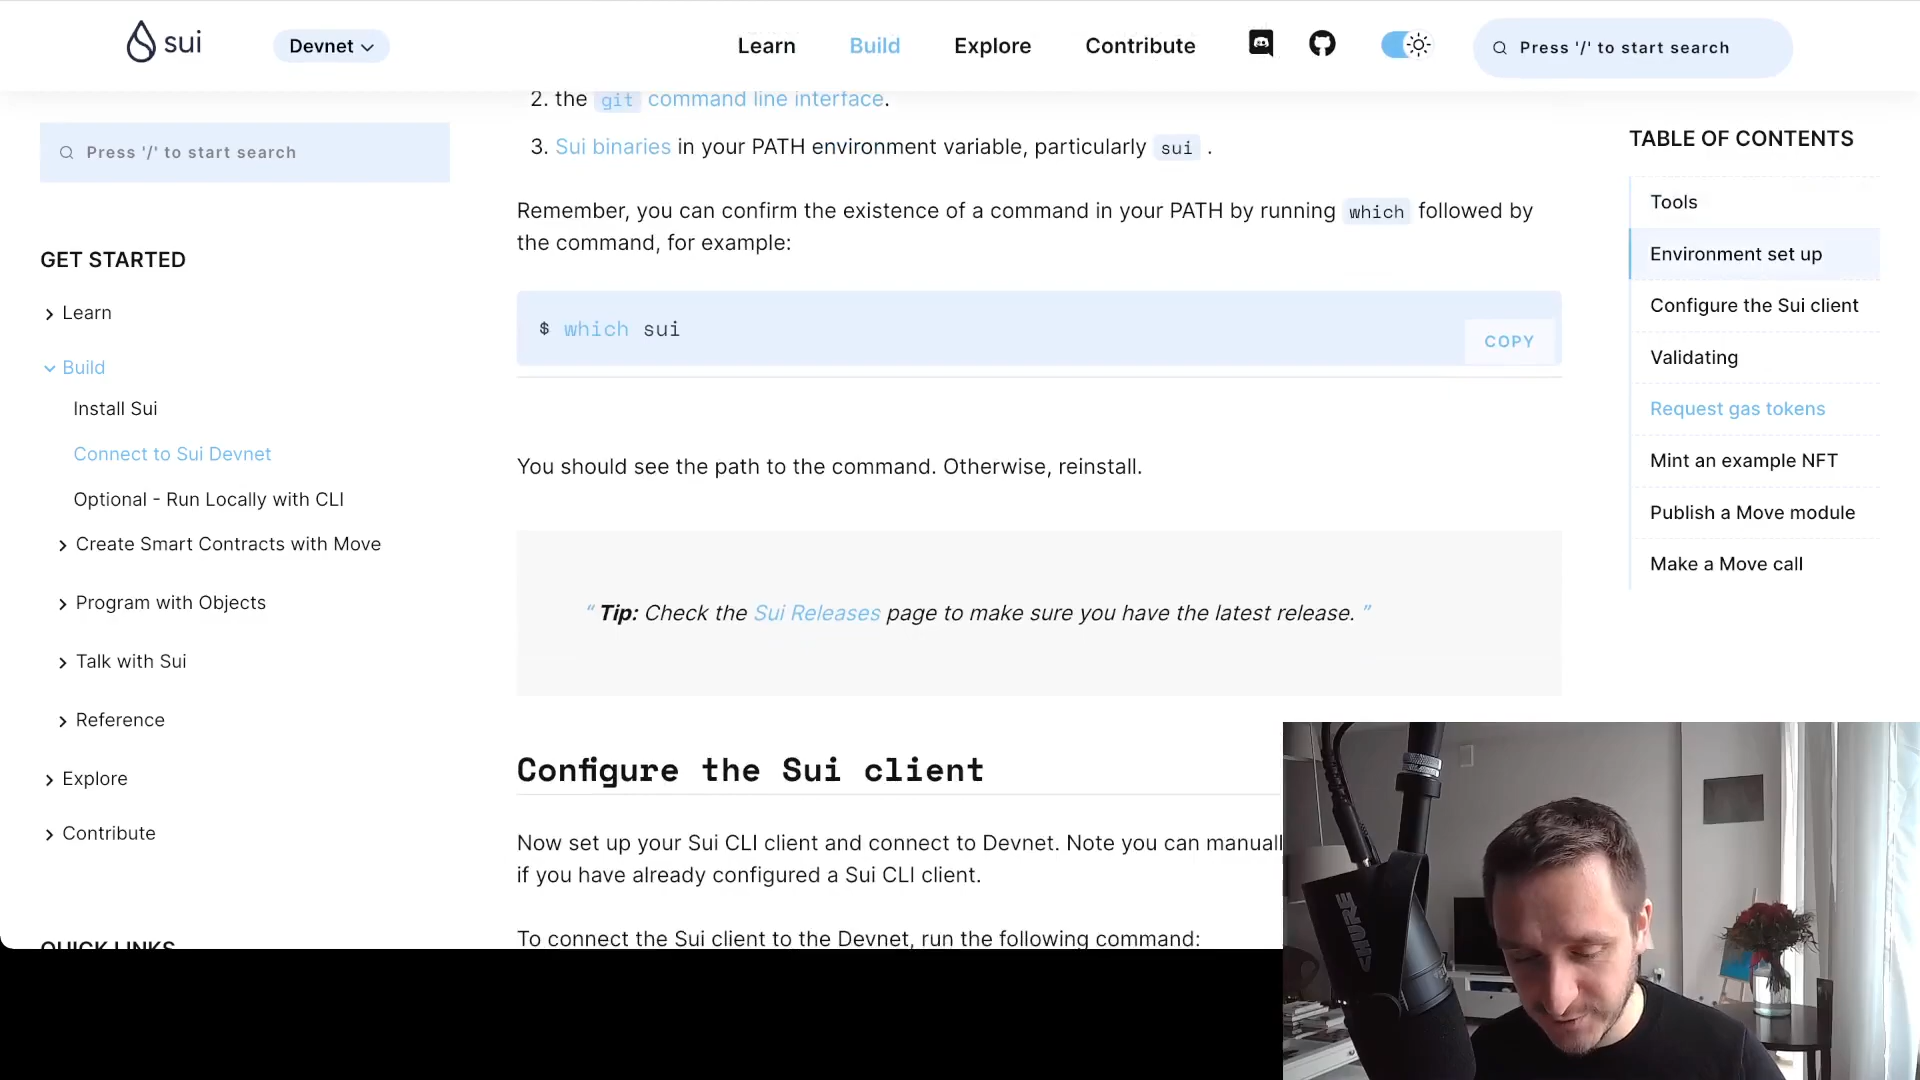 sui
Devnet
Learn
Build
Explore
Contribute
Press '/' to start search
Press '/' to start search
GET STARTED
Learn
Build
Install Sui
Connect to Sui Devnet
Optional - Run Locally with CLI
Create Smart Contracts with Move
Program with Objects
Talk with Sui
Reference
Explore
Contribute
QUICK LINKS
2. the git command line interface.
3. Sui binaries in your PATH environment variable, particularly sui .
Remember, you can confirm the existence of a command in your PATH by running which followed by
the command, for example:
$ which sui
COPY
You should see the path to the command. Otherwise, reinstall.
“ Tip: Check the Sui Releases page to make sure you have the latest release. ”
Configure the Sui client
Now set up your Sui CLI client and connect to Devnet. Note you can manuall
if you have already configured a Sui CLI client.
To connect the Sui client to the Devnet, run the following command:
TABLE OF CONTENTS
Tools
Environment set up
Configure the Sui client
Validating
Request gas tokens
Mint an example NFT
Publish a Move module
Make a Move call
SHURE